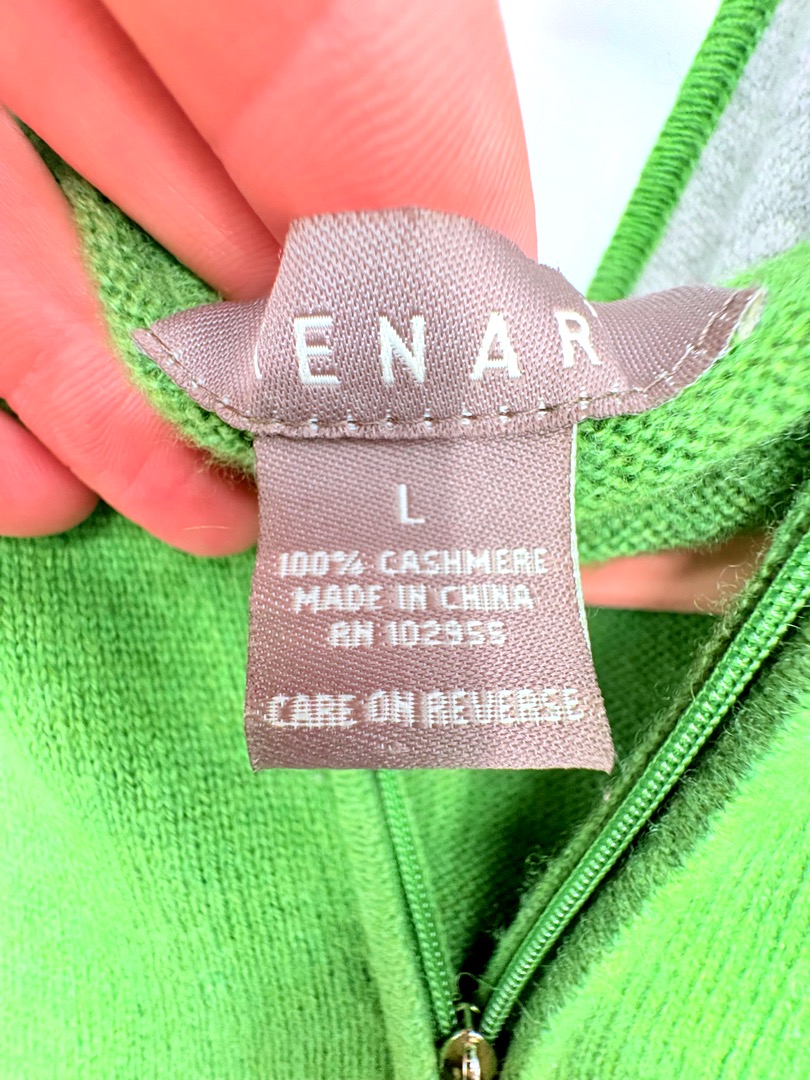 ENAR
L
100% CASHMERE
MADE IN CHINA
RN 102958
CARE ON REVERSE